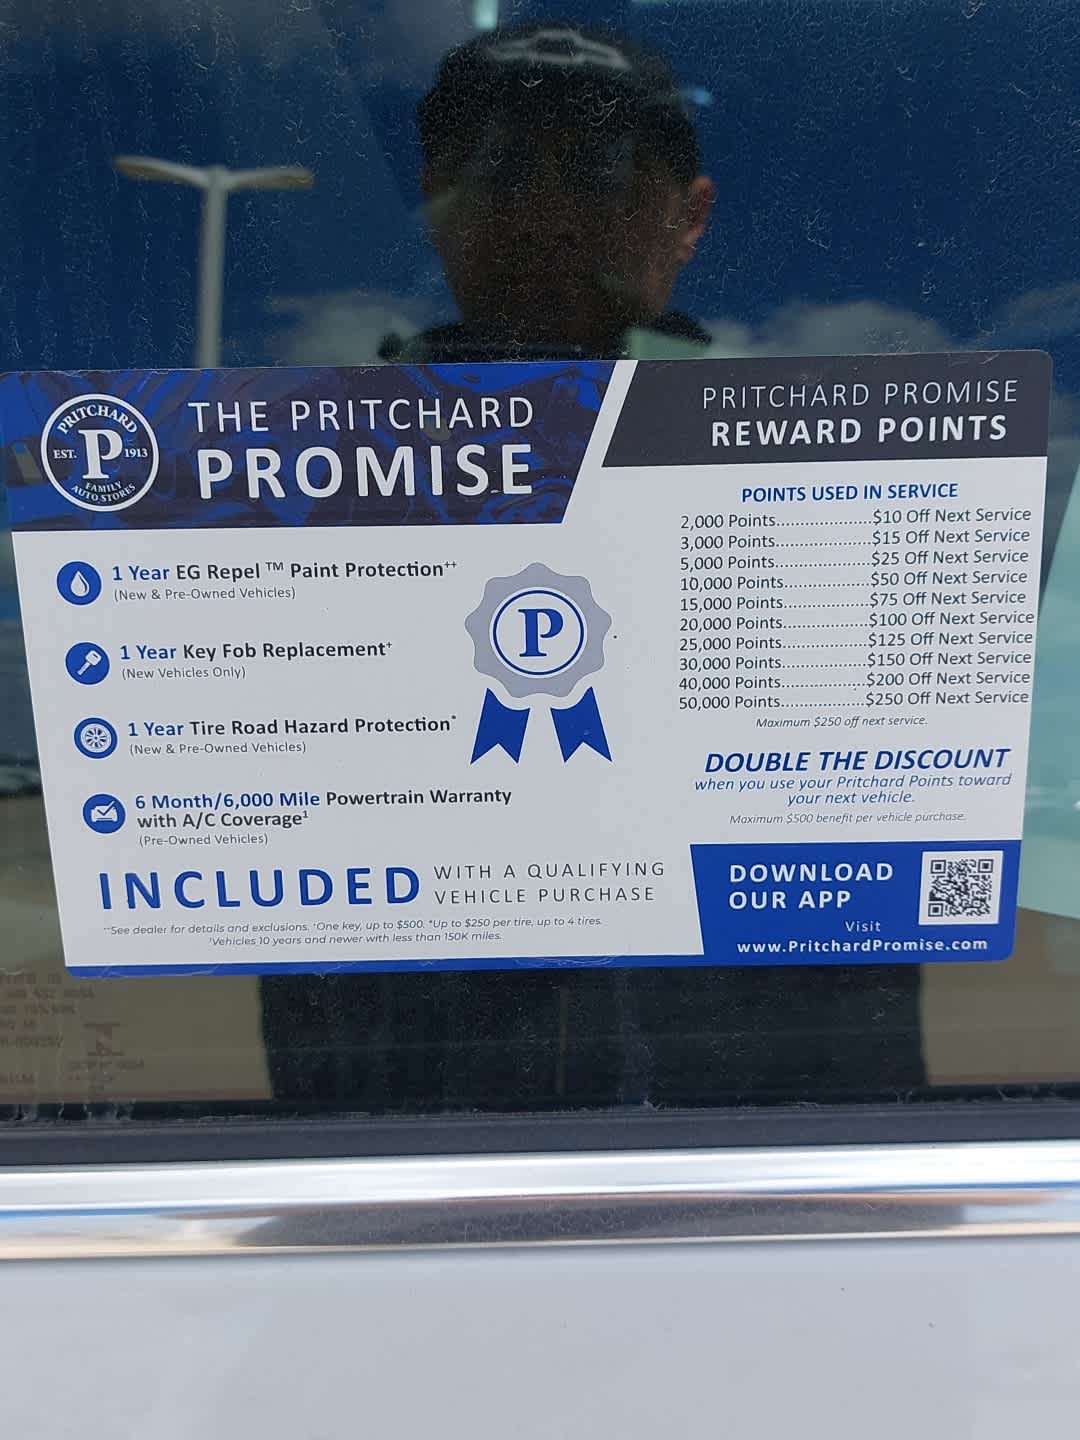 PRITCHARD
EST. P 1913
FAMILY
AUTO STORES
THE PRITCHARD
PROMISE
1 Year EG Repel ™ Paint Protection⁺⁺
(New & Pre-Owned Vehicles)
1 Year Key Fob Replacement⁺
(New Vehicles Only)
1 Year Tire Road Hazard Protection*
(New & Pre-Owned Vehicles)
6 Month/6,000 Mile Powertrain Warranty
with A/C Coverage¹
(Pre-Owned Vehicles)
P
INCLUDED WITH A QUALIFYING
VEHICLE PURCHASE
⁺⁺See dealer for details and exclusions. ⁺One key, up to $500. *Up to $250 per tire, up to 4 tires.
¹Vehicles 10 years and newer with less than 150K miles.
PRITCHARD PROMISE
REWARD POINTS
POINTS USED IN SERVICE
2,000 Points....................$10 Off Next Service
3,000 Points....................$15 Off Next Service
5,000 Points....................$25 Off Next Service
10,000 Points..................$50 Off Next Service
15,000 Points..................$75 Off Next Service
20,000 Points.................$100 Off Next Service
25,000 Points.................$125 Off Next Service
30,000 Points.................$150 Off Next Service
40,000 Points.................$200 Off Next Service
50,000 Points.................$250 Off Next Service
Maximum $250 off next service.
DOUBLE THE DISCOUNT
when you use your Pritchard Points toward
your next vehicle.
Maximum $500 benefit per vehicle purchase.
DOWNLOAD
OUR APP
Visit
www.PritchardPromise.com